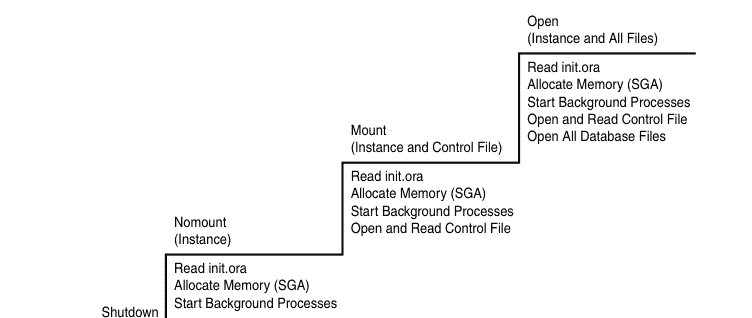 Open
(Instance and All Files)
Read init.ora
Allocate Memory (SGA)
Start Background Processes
Open and Read Control File
Open All Database Files
Mount
(Instance and Control File)
Read init.ora
Allocate Memory (SGA)
Start Background Processes
Open and Read Control File
Nomount
(Instance)
Read init.ora
Allocate Memory (SGA)
Start Background Processes
Shutdown